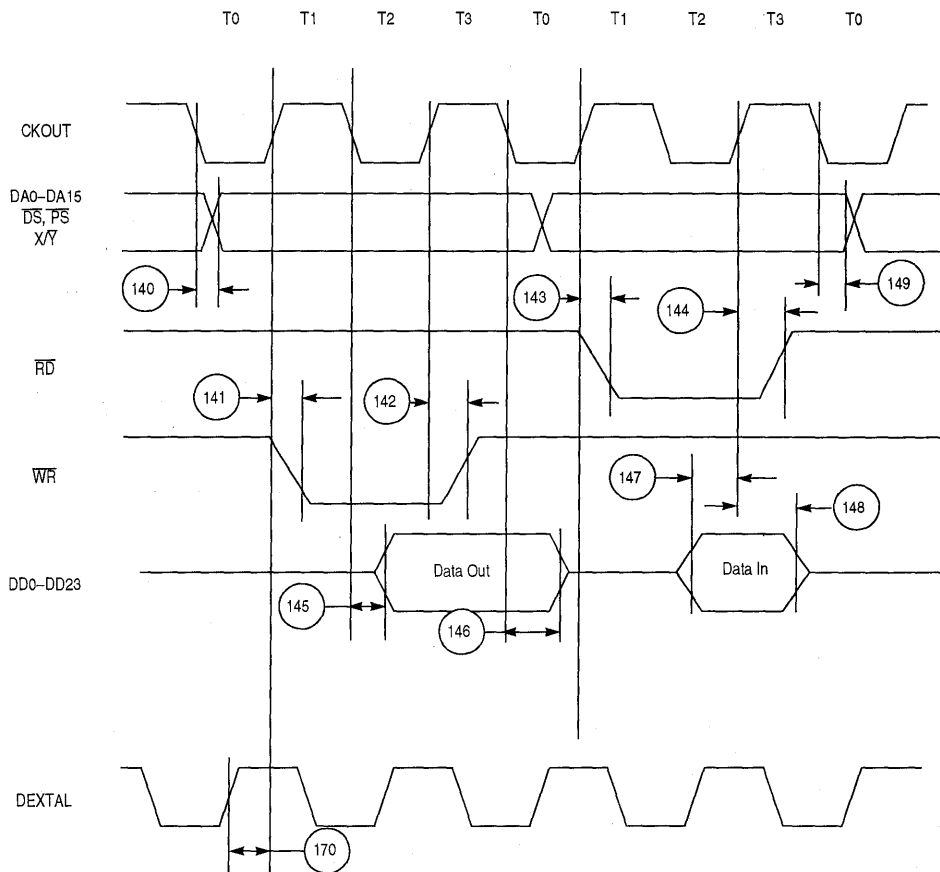 T0 T1 T2 T3 T0 T1 T2 T3 T0
CKOUT
DA0–DA15
DS, PS
X/Y
140
143
144
149
RD
141
142
WR
147
148
DD0–DD23
Data Out
Data In
145
146
DEXTAL
170